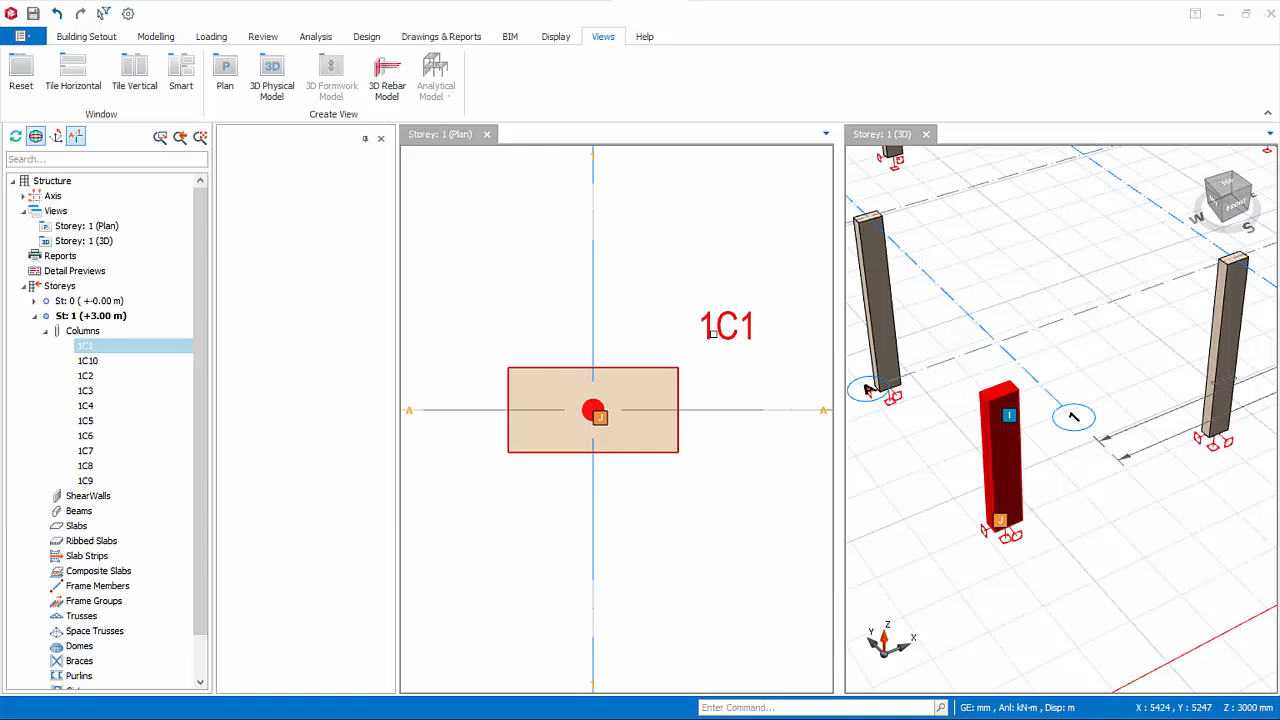 Building Setout Modelling Loading Review Analysis Design Drawings & Reports BIM Display Views Help
Reset Tile Horizontal Tile Vertical Smart Plan 3D Physical Model 3D Formwork Model 3D Rebar Model Analytical Model
Window Create View
Search...
Structure
Axis
Views
Storey: 1 (Plan)
Storey: 1 (3D)
Reports
Detail Previews
Storeys
St: 0 ( +-0.00 m)
St: 1 (+3.00 m)
Columns
1C1
1C10
1C2
1C3
1C4
1C5
1C6
1C7
1C8
1C9
ShearWalls
Beams
Slabs
Ribbed Slabs
Slab Strips
Composite Slabs
Frame Members
Frame Groups
Trusses
Space Trusses
Domes
Braces
Purlins
Storey: 1 (Plan)
1
1C1
A A
J
1
Storey: 1 (3D)
FRONT
W
S
A
1
I
J
Z
Y
X
Enter Command...
GE: mm , Anl: kN-m , Disp: m
X : 5424 , Y : 5247 Z : 3000 mm